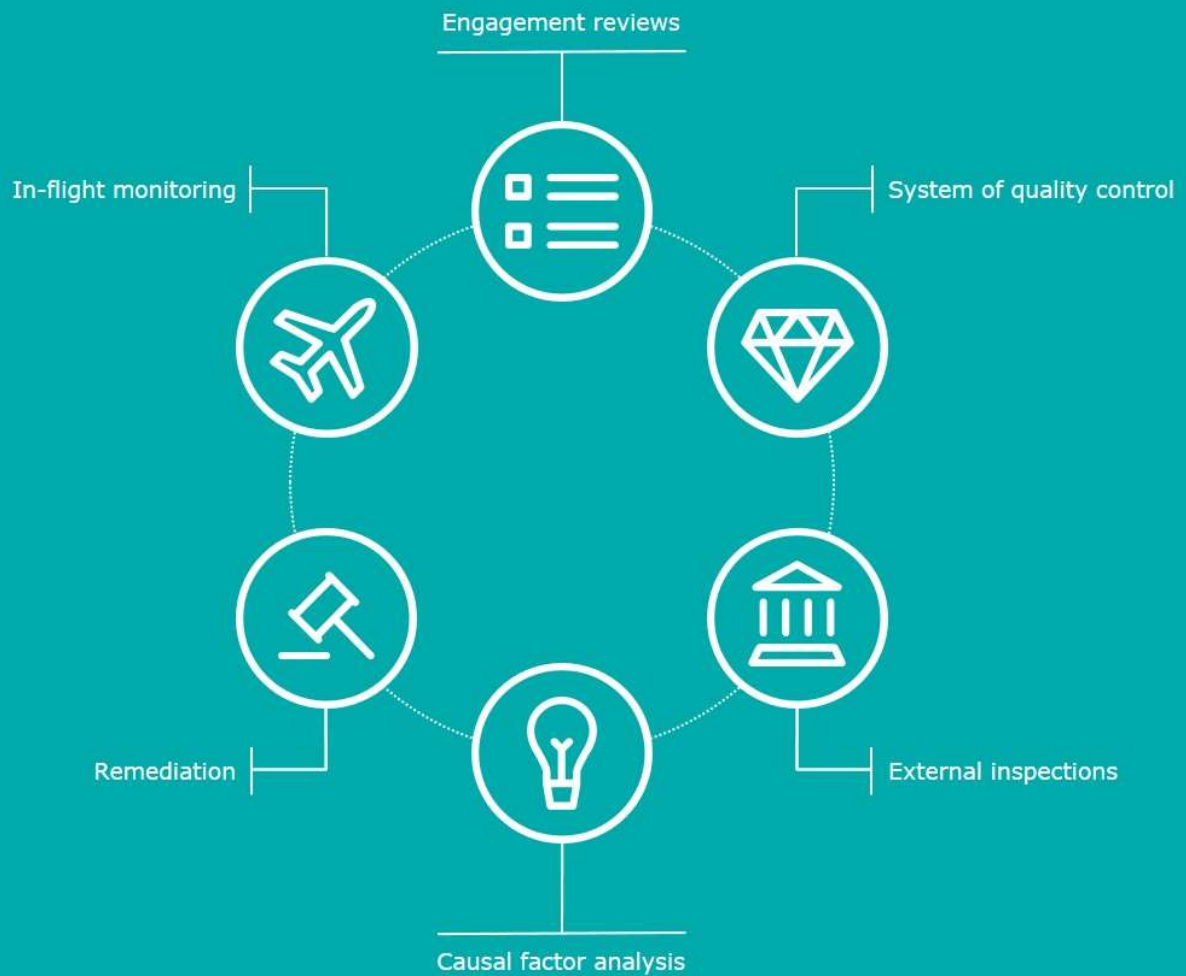 Engagement reviews
In-flight monitoring
System of quality control
Remediation
External inspections
Causal factor analysis